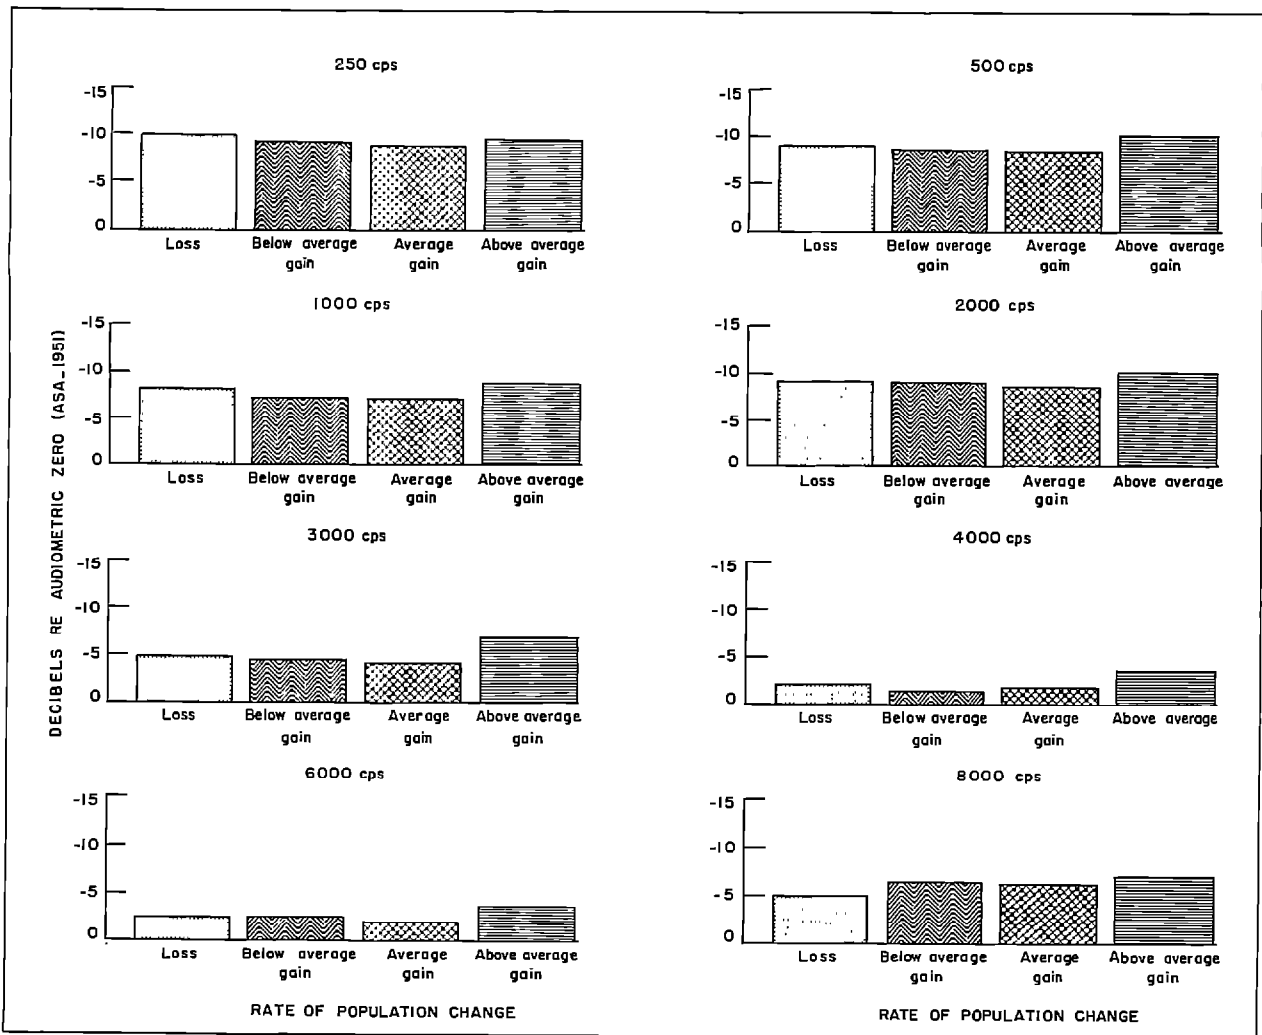 250 cps
-15
-10
-5
0
Loss
Below average gain
Average gain
Above average gain
500 cps
-15
-10
-5
0
Loss
Below average gain
Average gain
Above average gain
DECIBELS RE AUDIOMETRIC ZERO (ASA-1951)
1000 cps
-15
-10
-5
0
Loss
Below average gain
Average gain
Above average gain
2000 cps
-15
-10
-5
0
Loss
Below average gain
Average gain
Above average gain
3000 cps
-15
-10
-5
0
Loss
Below average gain
Average gain
Above average gain
4000 cps
-15
-10
-5
0
Loss
Below average gain
Average gain
Above average
6000 cps
-15
-10
-5
0
Loss
Below average gain
Average gain
Above average gain
8000 cps
-15
-10
-5
0
Loss
Below average gain
Average gain
Above average gain
RATE OF POPULATION CHANGE
RATE OF POPULATION CHANGE